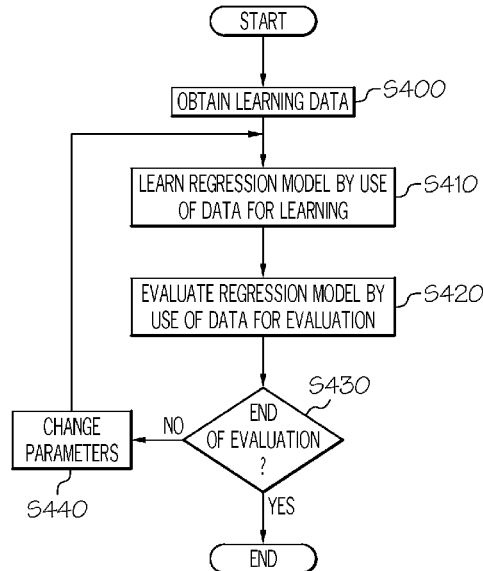 START
OBTAIN LEARNING DATA
S400
LEARN REGRESSION MODEL BY USE
OF DATA FOR LEARNING
S410
EVALUATE REGRESSION MODEL BY
USE OF DATA FOR EVALUATION
S420
S430
END
OF EVALUATION
?
NO
CHANGE
PARAMETERS
S440
YES
END